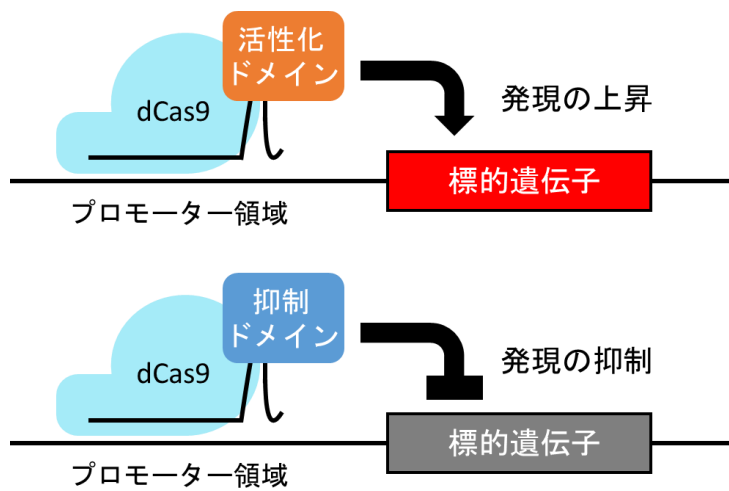 活性化
ドメイン
dCas9
発現の上昇
標的遺伝子
プロモーター領域
抑制
ドメイン
dCas9
発現の抑制
標的遺伝子
プロモーター領域